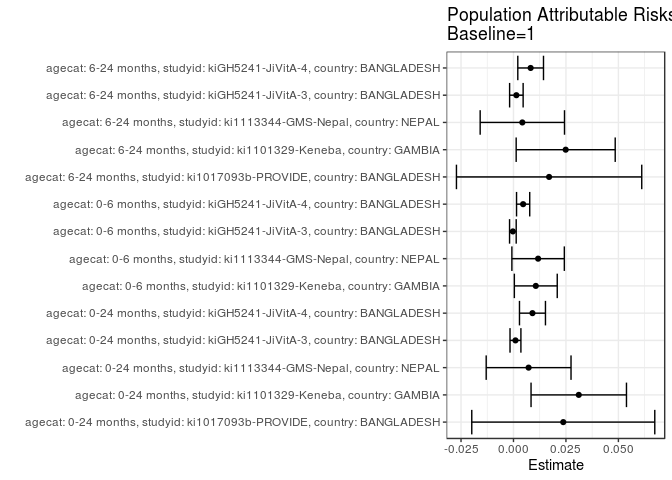 Population Attributable Risks
Baseline=1
agecat: 6-24 months, studyid: kiGH5241-JiVitA-4, country: BANGLADESH
agecat: 6-24 months, studyid: kiGH5241-JiVitA-3, country: BANGLADESH
agecat: 6-24 months, studyid: ki1113344-GMS-Nepal, country: NEPAL
agecat: 6-24 months, studyid: ki1101329-Keneba, country: GAMBIA
agecat: 6-24 months, studyid: ki1017093b-PROVIDE, country: BANGLADESH
agecat: 0-6 months, studyid: kiGH5241-JiVitA-4, country: BANGLADESH
agecat: 0-6 months, studyid: kiGH5241-JiVitA-3, country: BANGLADESH
agecat: 0-6 months, studyid: ki1113344-GMS-Nepal, country: NEPAL
agecat: 0-6 months, studyid: ki1101329-Keneba, country: GAMBIA
agecat: 0-24 months, studyid: kiGH5241-JiVitA-4, country: BANGLADESH
agecat: 0-24 months, studyid: kiGH5241-JiVitA-3, country: BANGLADESH
agecat: 0-24 months, studyid: ki1113344-GMS-Nepal, country: NEPAL
agecat: 0-24 months, studyid: ki1101329-Keneba, country: GAMBIA
agecat: 0-24 months, studyid: ki1017093b-PROVIDE, country: BANGLADESH
-0.025 0.000 0.025 0.050
Estimate